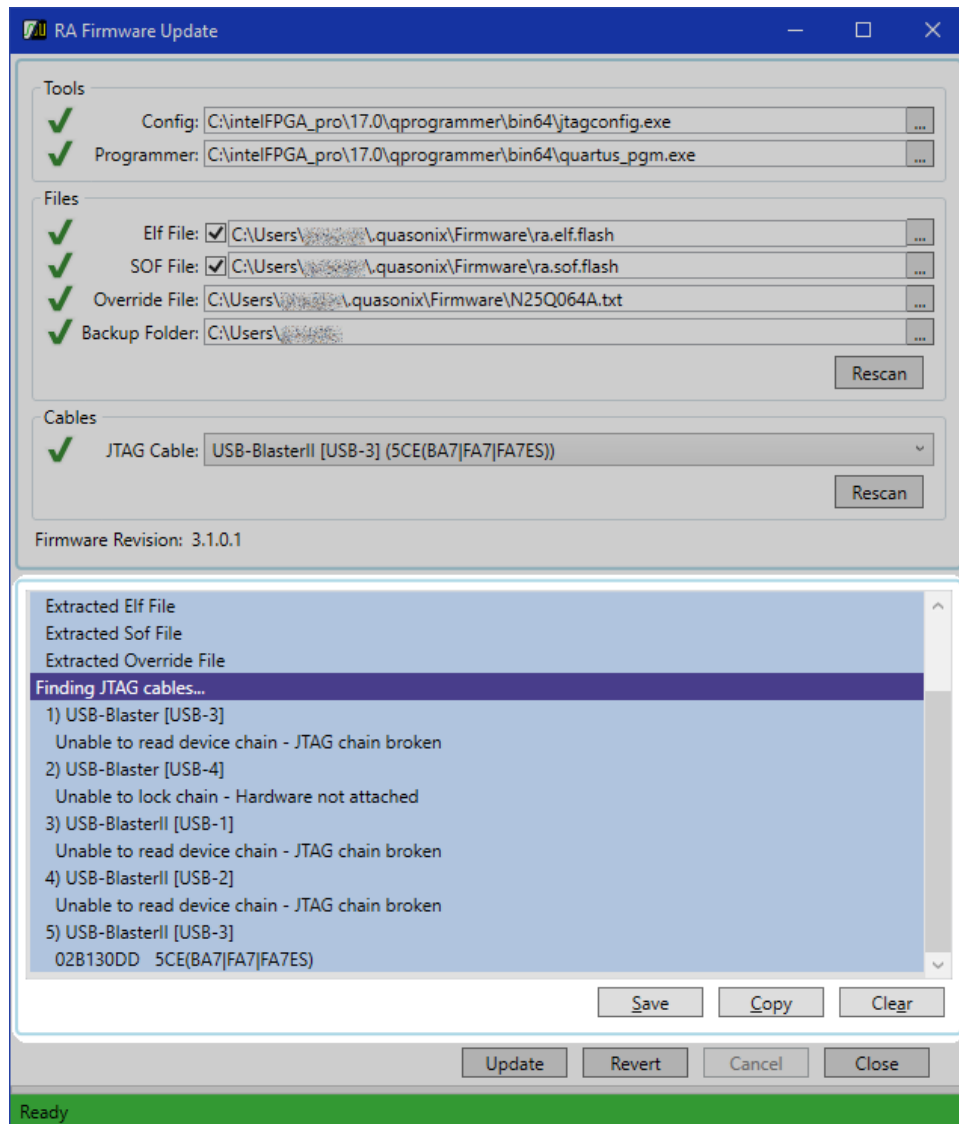 RA Firmware Update
Tools
Config: C:\intelFPGA_pro\17.0\qprogrammer\bin64\jtagconfig.exe ...
Programmer: C:\intelFPGA_pro\17.0\qprogrammer\bin64\quartus_pgm.exe ...
Files
Elf File: C:\Users\ \.quasonix\Firmware\ra.elf.flash ...
SOF File: C:\Users\ \.quasonix\Firmware\ra.sof.flash ...
Override File: C:\Users\ \.quasonix\Firmware\N25Q064A.txt ...
Backup Folder: C:\Users\ ...
Rescan
Cables
JTAG Cable: USB-BlasterII [USB-3] (5CE(BA7|FA7|FA7ES))
Rescan
Firmware Revision: 3.1.0.1
Extracted Elf File
Extracted Sof File
Extracted Override File
Finding JTAG cables...
1) USB-Blaster [USB-3]
Unable to read device chain - JTAG chain broken
2) USB-Blaster [USB-4]
Unable to lock chain - Hardware not attached
3) USB-BlasterII [USB-1]
Unable to read device chain - JTAG chain broken
4) USB-BlasterII [USB-2]
Unable to read device chain - JTAG chain broken
5) USB-BlasterII [USB-3]
02B130DD 5CE(BA7|FA7|FA7ES)
Save Copy Clear
Update Revert Cancel Close
Ready